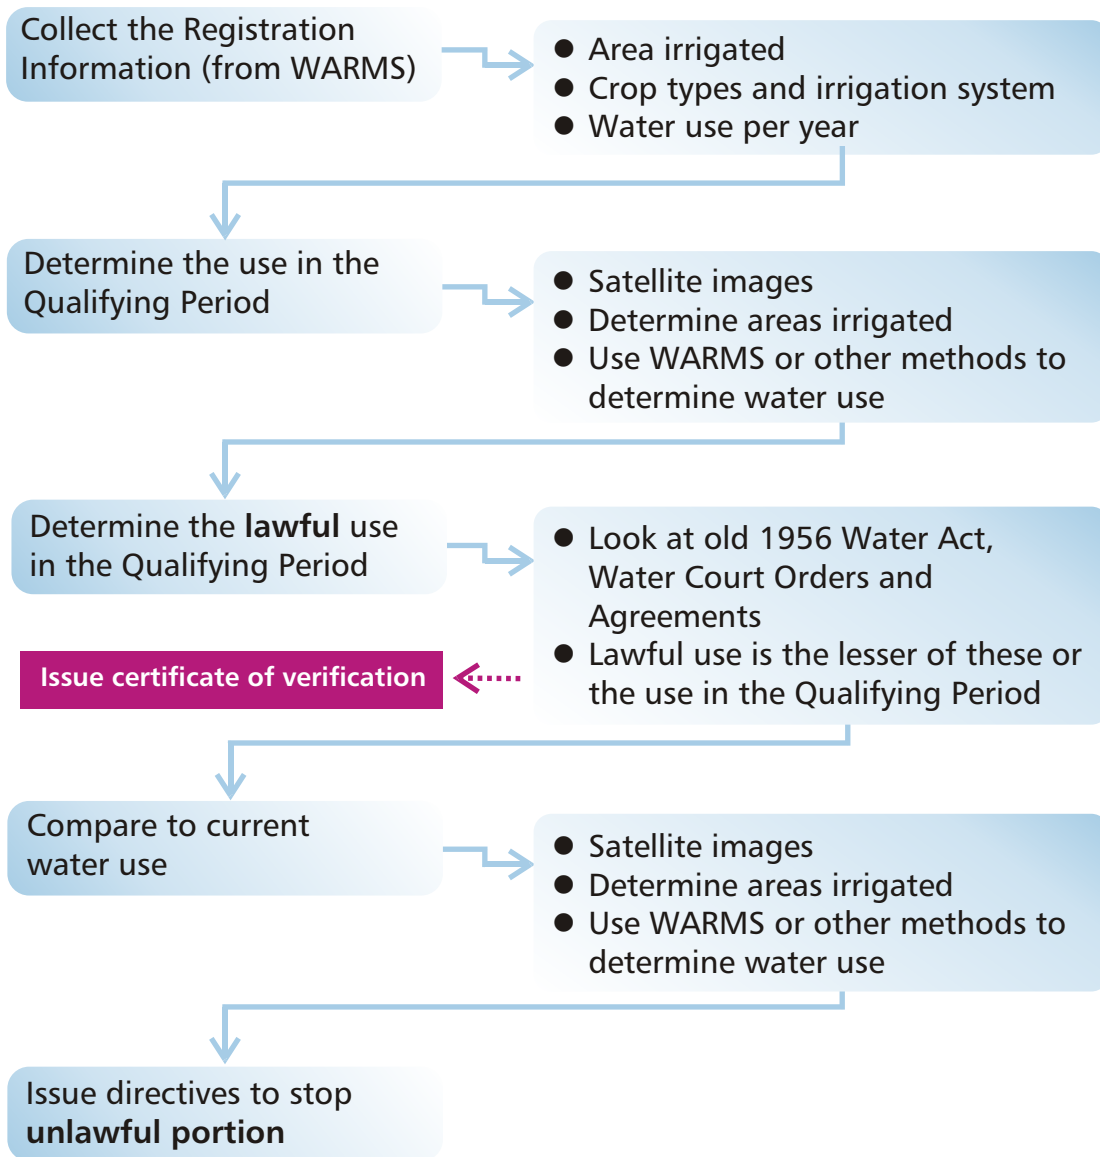 Collect the Registration
Information (from WARMS)
● Area irrigated
● Crop types and irrigation system
● Water use per year
Determine the use in the
Qualifying Period
● Satellite images
● Determine areas irrigated
● Use WARMS or other methods to
determine water use
Determine the lawful use
in the Qualifying Period
● Look at old 1956 Water Act,
Water Court Orders and
Agreements
● Lawful use is the lesser of these or
the use in the Qualifying Period
Issue certificate of verification
Compare to current
water use
● Satellite images
● Determine areas irrigated
● Use WARMS or other methods to
determine water use
Issue directives to stop
unlawful portion